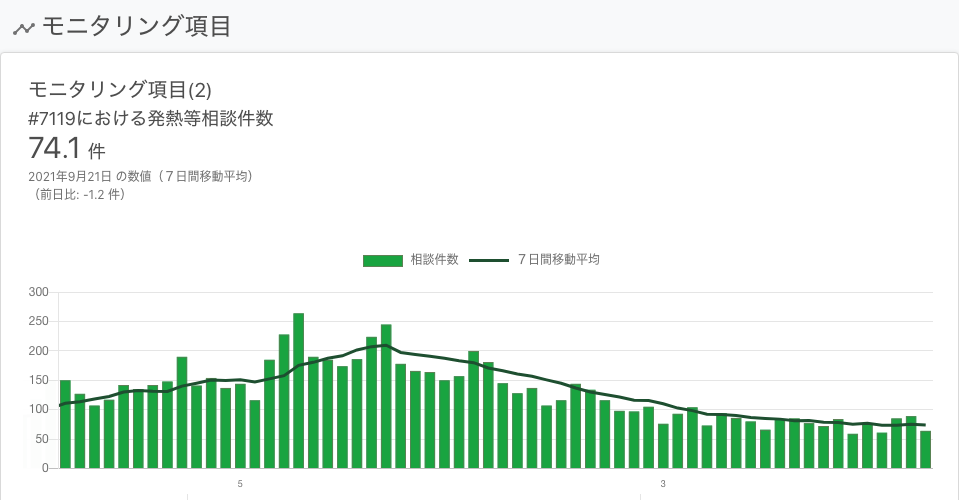 モニタリング項目
モニタリング項目(2)
#7119における発熱等相談件数
74.1 件
2021年9月21日 の数値（７日間移動平均）
（前日比: -1.2 件）
相談件数 ７日間移動平均
300
250
200
150
100
50
0
5 3